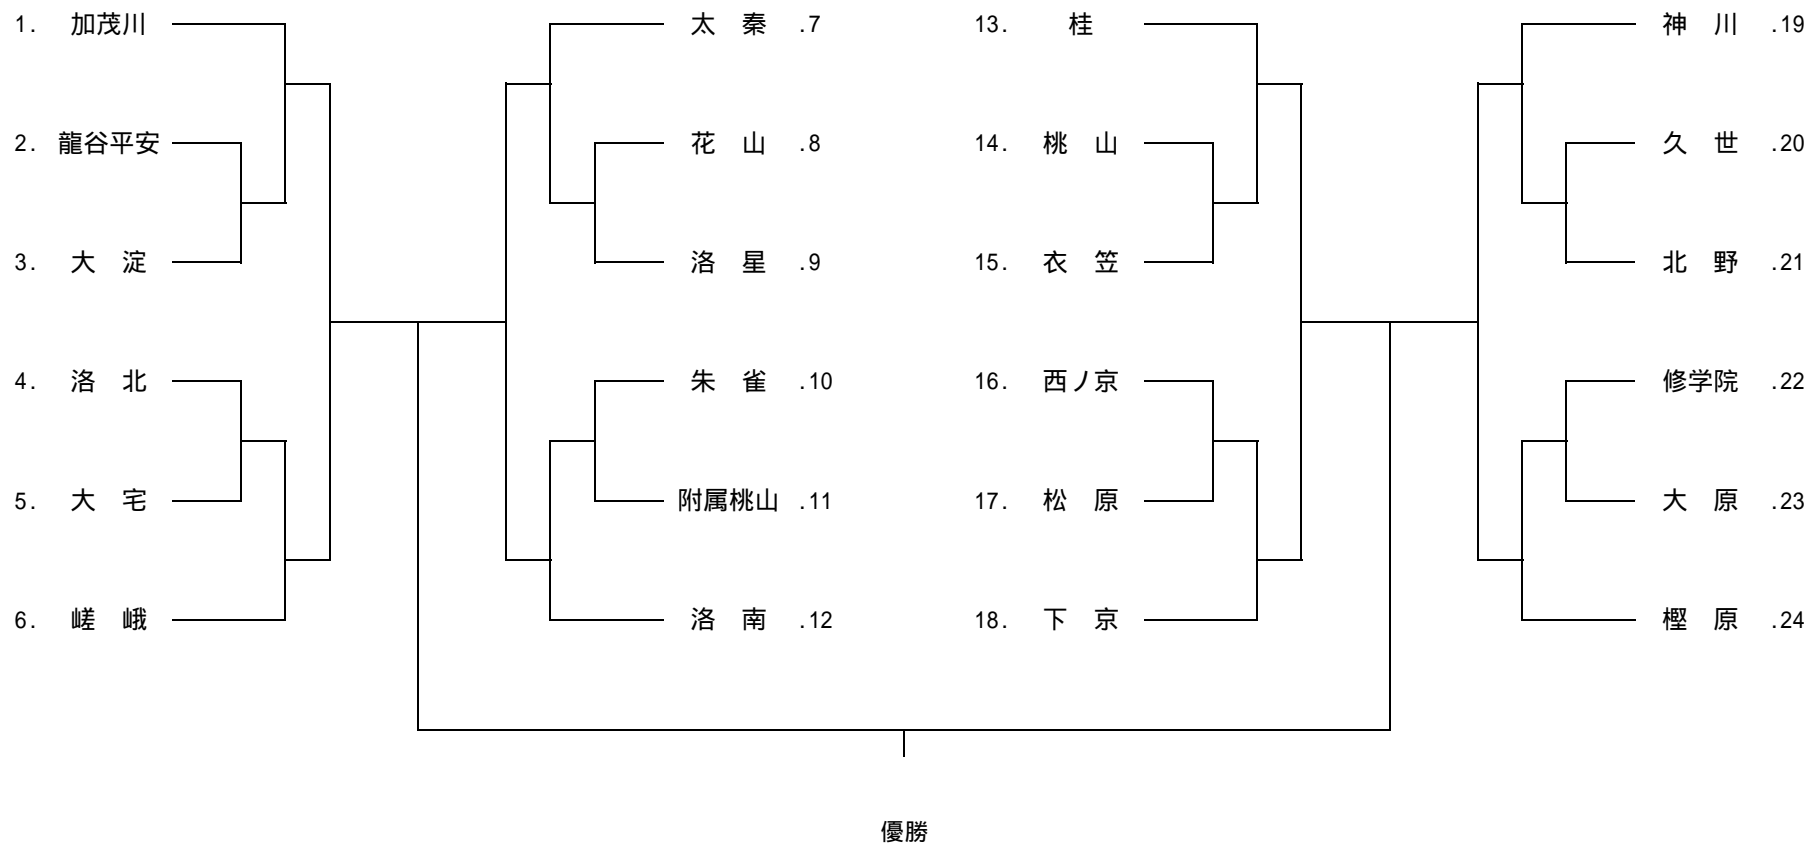 1. 加茂川 太 秦 .7 13. 桂 神 川 .19
2. 龍谷平安 花 山 .8 14. 桃 山 久 世 .20
3. 大 淀 洛 星 .9 15. 衣 笠 北 野 .21
4. 洛 北 朱 雀 .10 16. 西ノ京 修学院 .22
5. 大 宅 附属桃山 .11 17. 松 原 大 原 .23
6. 嵯 峨 洛 南 .12 18. 下 京 樫 原 .24
優勝